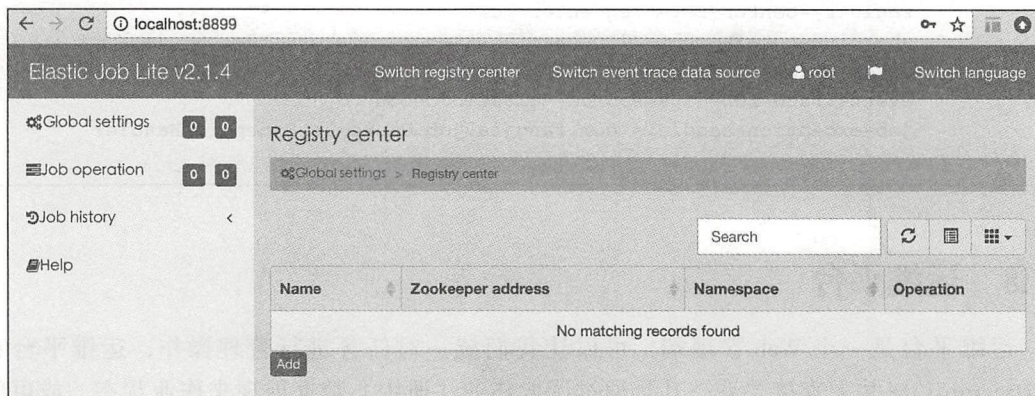 localhost:8899
Elastic Job Lite v2.1.4 Switch registry center Switch event trace data source root Switch language
Global settings 0 0
Job operation 0 0
Job history
Help
Registry center
Global settings > Registry center
Search
Name Zookeeper address Namespace Operation
No matching records found
Add